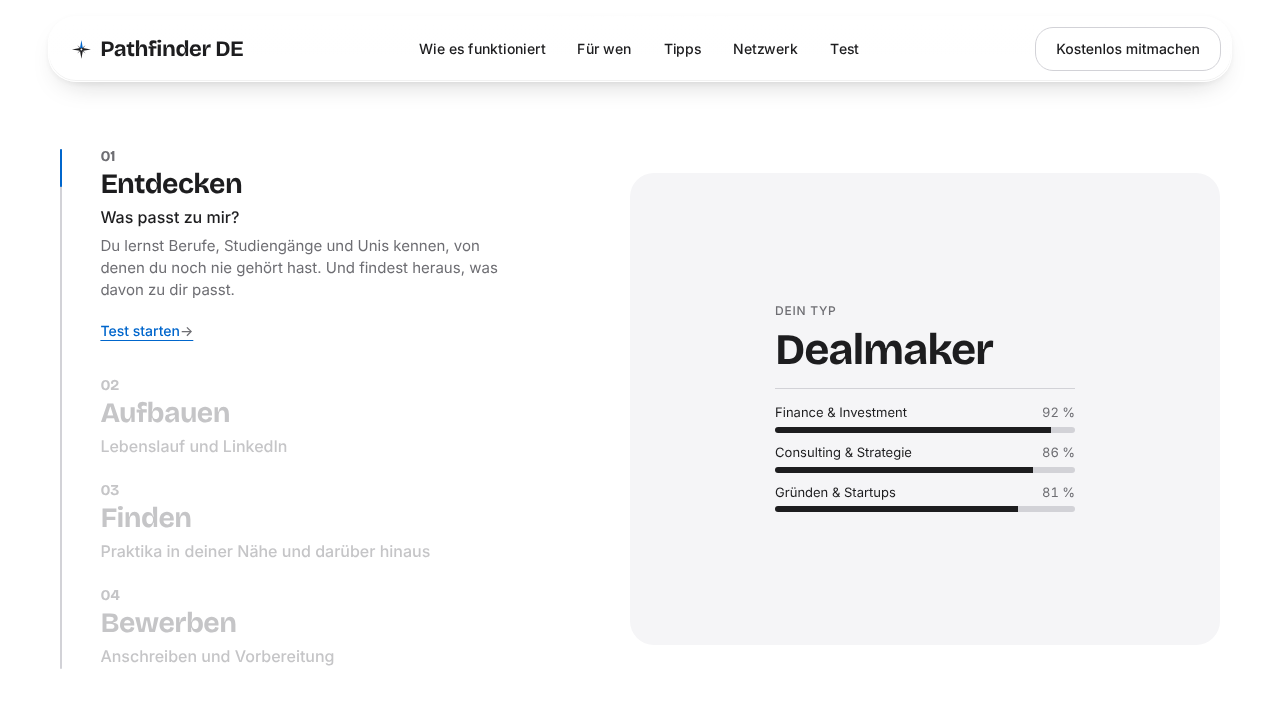 Pathfinder DE
Wie es funktioniert
Für wen
Tipps
Netzwerk
Test
Kostenlos mitmachen
01
Entdecken
Was passt zu mir?
Du lernst Berufe, Studiengänge und Unis kennen, von
denen du noch nie gehört hast. Und findest heraus, was
davon zu dir passt.
Test starten→
02
Aufbauen
Lebenslauf und LinkedIn
03
Finden
Praktika in deiner Nähe und darüber hinaus
04
Bewerben
Anschreiben und Vorbereitung
DEIN TYP
Dealmaker
Finance & Investment 92 %
Consulting & Strategie 86 %
Gründen & Startups 81 %